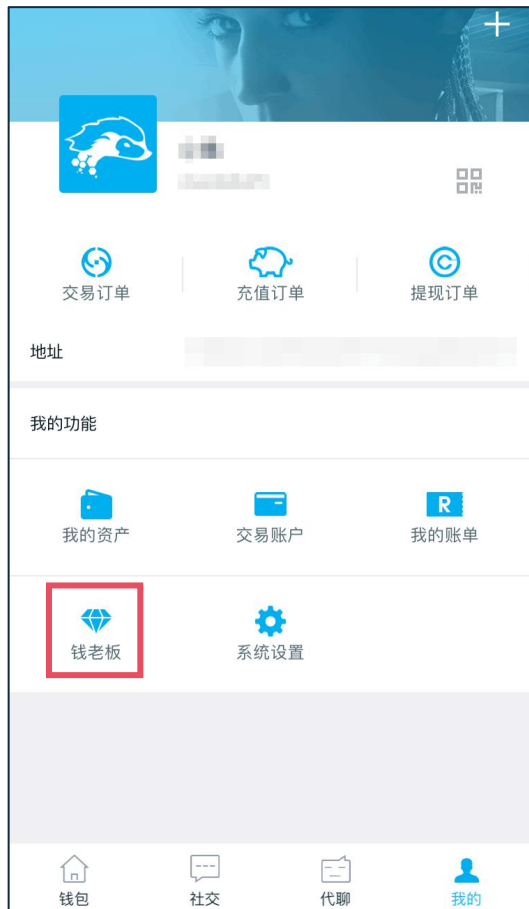 交易订单
充值订单
提现订单
地址
我的功能
我的资产
交易账户
R
我的账单
钱老板
系统设置
钱包
社交
代聊
我的